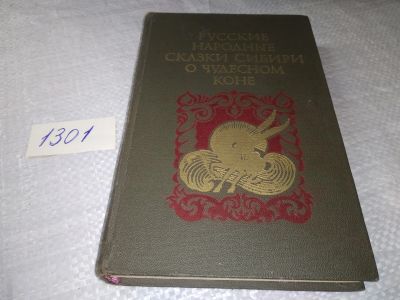 РУССКИЕ
НАРОДНЫЕ
СКАЗКИ СИБИРИ
О ЧУДЕСНОМ
КОНЕ
1301